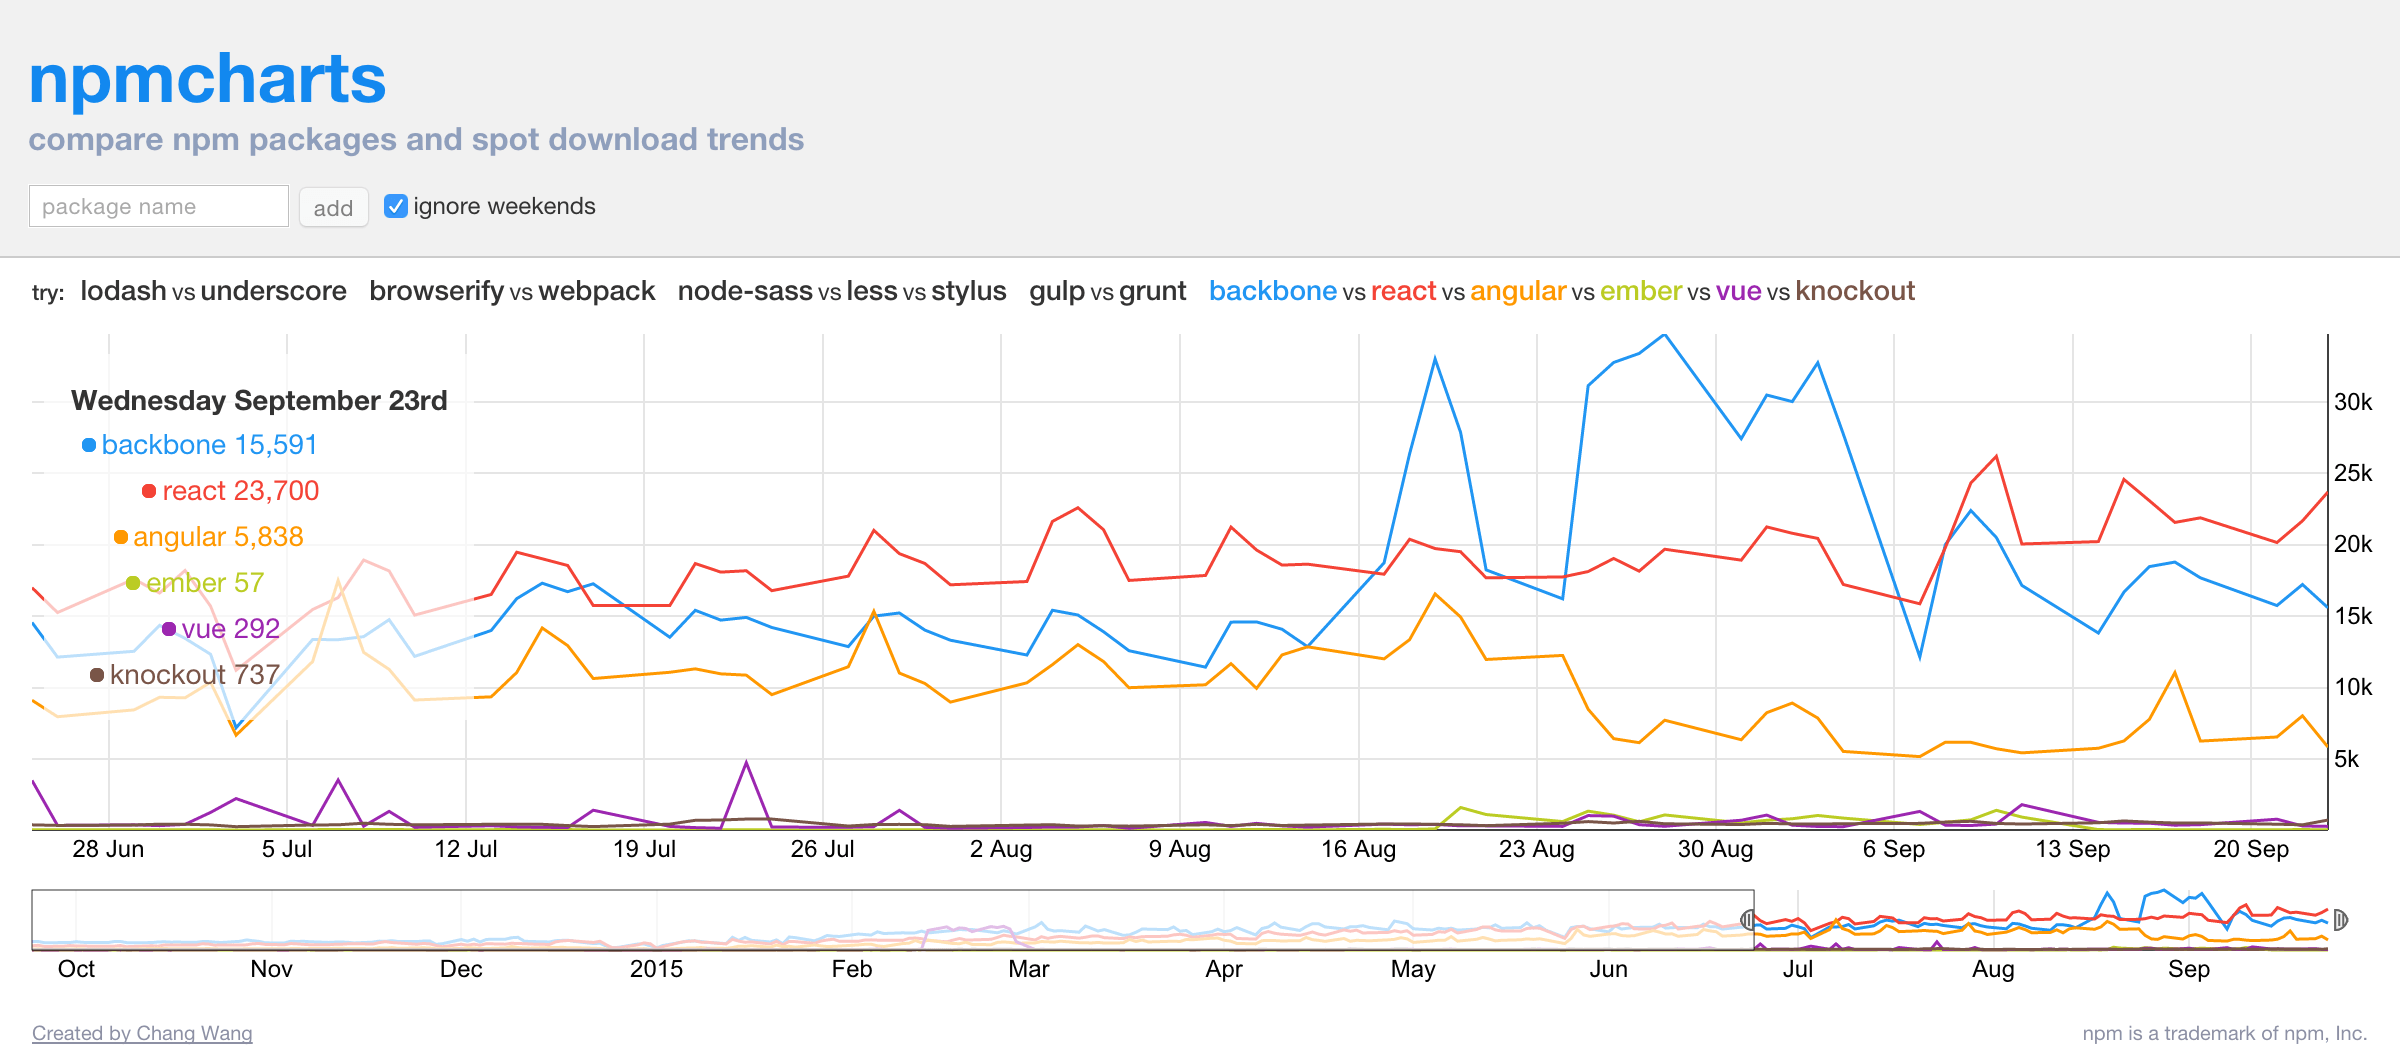 npmcharts
compare npm packages and spot download trends
package name add ignore weekends
try: lodash vs underscore browserify vs webpack node-sass vs less vs stylus gulp vs grunt backbone vs react vs angular vs ember vs vue vs knockout
Wednesday September 23rd
backbone 15,591
react 23,700
angular 5,838
ember 57
vue 292
knockout 737
30k
25k
20k
15k
10k
5k
28 Jun 5 Jul 12 Jul 19 Jul 26 Jul 2 Aug 9 Aug 16 Aug 23 Aug 30 Aug 6 Sep 13 Sep 20 Sep
Oct Nov Dec 2015 Feb Mar Apr May Jun Jul Aug Sep
Created by Chang Wang npm is a trademark of npm, Inc.